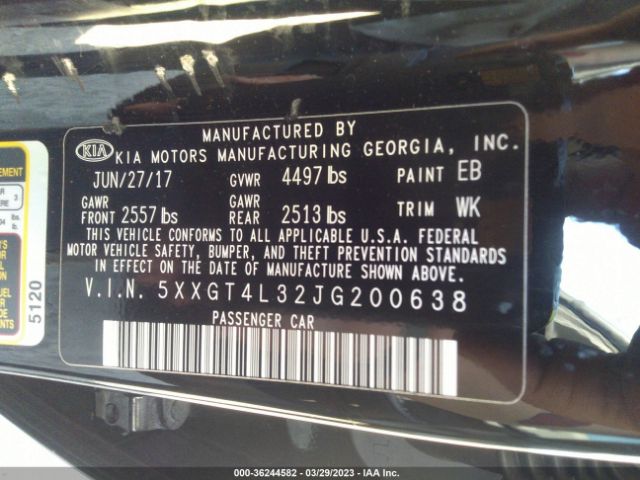 MANUFACTURED BY
KIA KIA MOTORS MANUFACTURING GEORGIA, INC.
JUN/27/17 GVWR 4497 lbs PAINT EB
GAWR FRONT 2557 lbs GAWR REAR 2513 lbs TRIM WK
THIS VEHICLE CONFORMS TO ALL APPLICABLE U.S.A. FEDERAL
MOTOR VEHICLE SAFETY, BUMPER, AND THEFT PREVENTION STANDARDS
IN EFFECT ON THE DATE OF MANUFACTURE SHOWN ABOVE.
V.I.N. 5XXGT4L32JG200638
PASSENGER CAR
5120
000-36244582 - 03/29/2023 - IAA Inc.